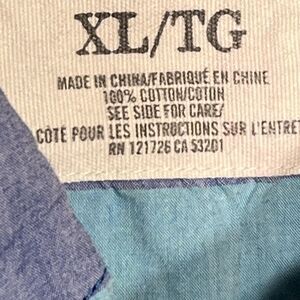 XL/TG
MADE IN CHINA/FABRIQUÉ EN CHINE
100% COTTON/COTON
SEE SIDE FOR CARE/
CÔTÉ POUR LES INSTRUCTIONS SUR L'ENTRET
RN 121726 CA 53201